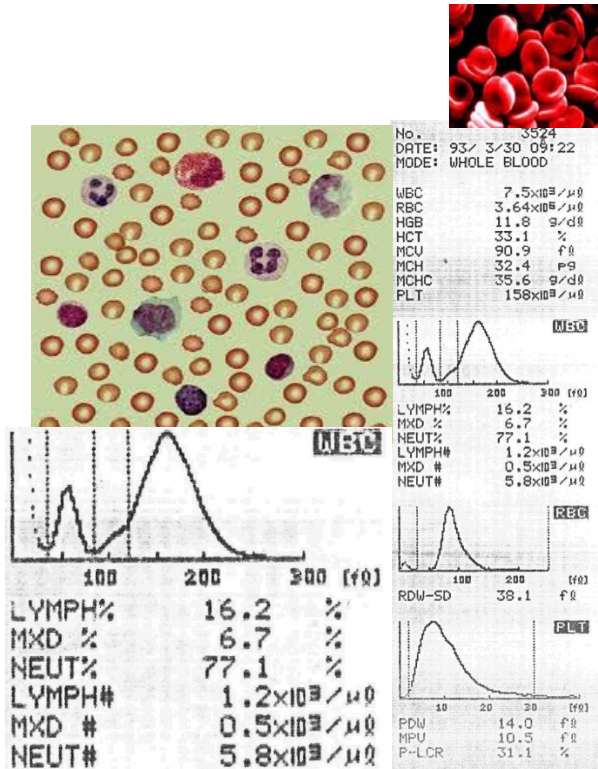 No. 3524
DATE: 93/ 3/30 09:22
MODE: WHOLE BLOOD
WBC 7.5x10³/µℓ
RBC 3.64x10⁶/µℓ
HGB 11.8 g/dℓ
HCT 33.1 %
MCV 90.9 fℓ
MCH 32.4 pg
MCHC 35.6 g/dℓ
PLT 158x10³/µℓ
WBC
100 200 300 [fℓ]
LYMPH% 16.2 %
MXD % 6.7 %
NEUT% 77.1 %
LYMPH# 1.2x10³/µℓ
MXD # 0.5x10³/µℓ
NEUT# 5.8x10³/µℓ
RBC
100 200 [fℓ]
RDW-SD 38.1 fℓ
PLT
10 20 30 [fℓ]
PDW 14.0 fℓ
MPV 10.5 fℓ
P-LCR 31.1 %
WBC
100 200 300 [fℓ]
LYMPH% 16.2 %
MXD % 6.7 %
NEUT% 77.1 %
LYMPH# 1.2x10³/µℓ
MXD # 0.5x10³/µℓ
NEUT# 5.8x10³/µℓ